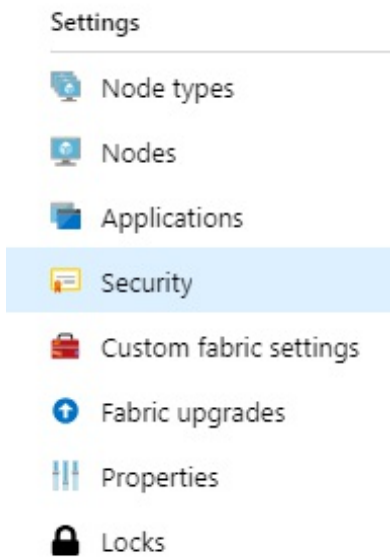 Settings
Node types
Nodes
Applications
Security
Custom fabric settings
Fabric upgrades
Properties
Locks